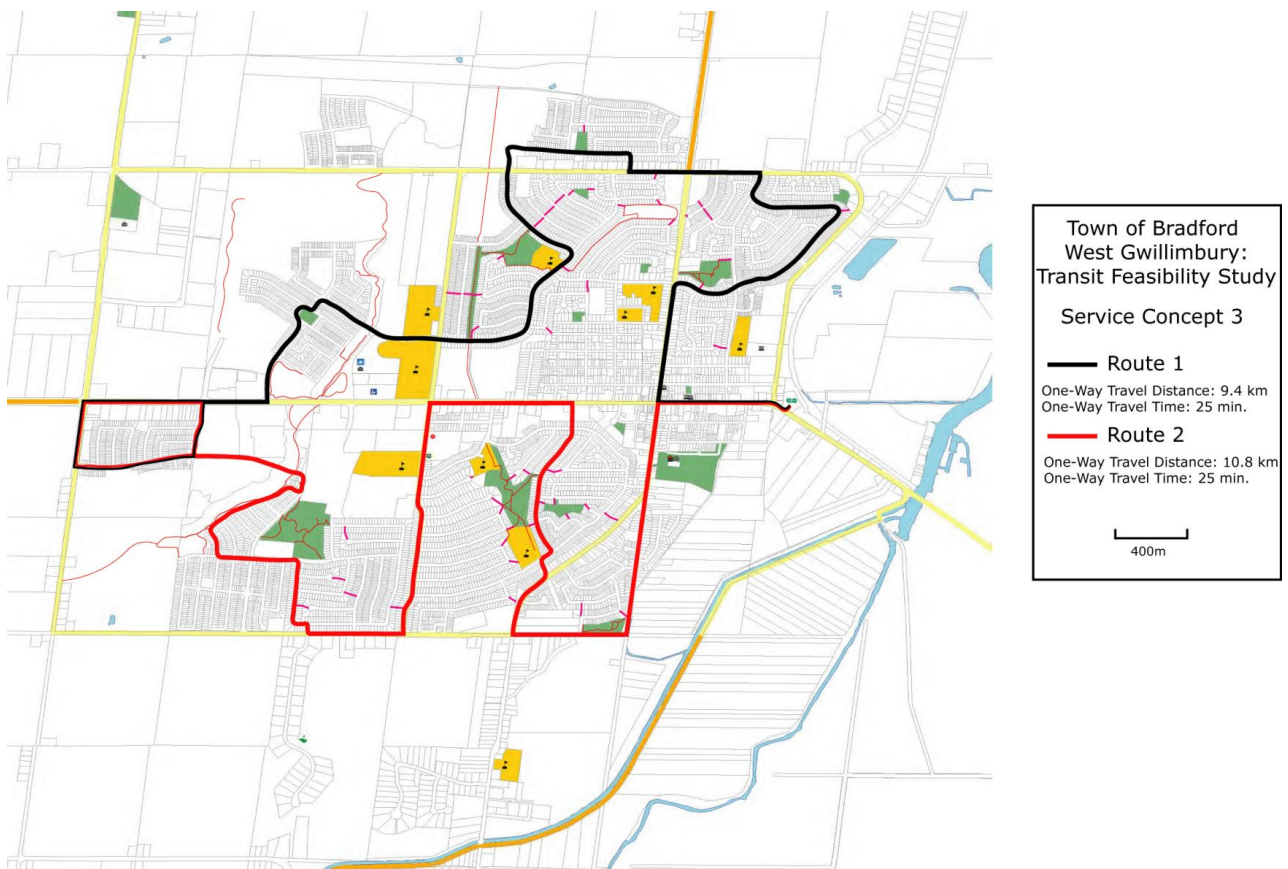 Town of Bradford
West Gwillimbury:
Transit Feasibility Study
Service Concept 3
Route 1
One-Way Travel Distance: 9.4 km
One-Way Travel Time: 25 min.
Route 2
One-Way Travel Distance: 10.8 km
One-Way Travel Time: 25 min.
400m